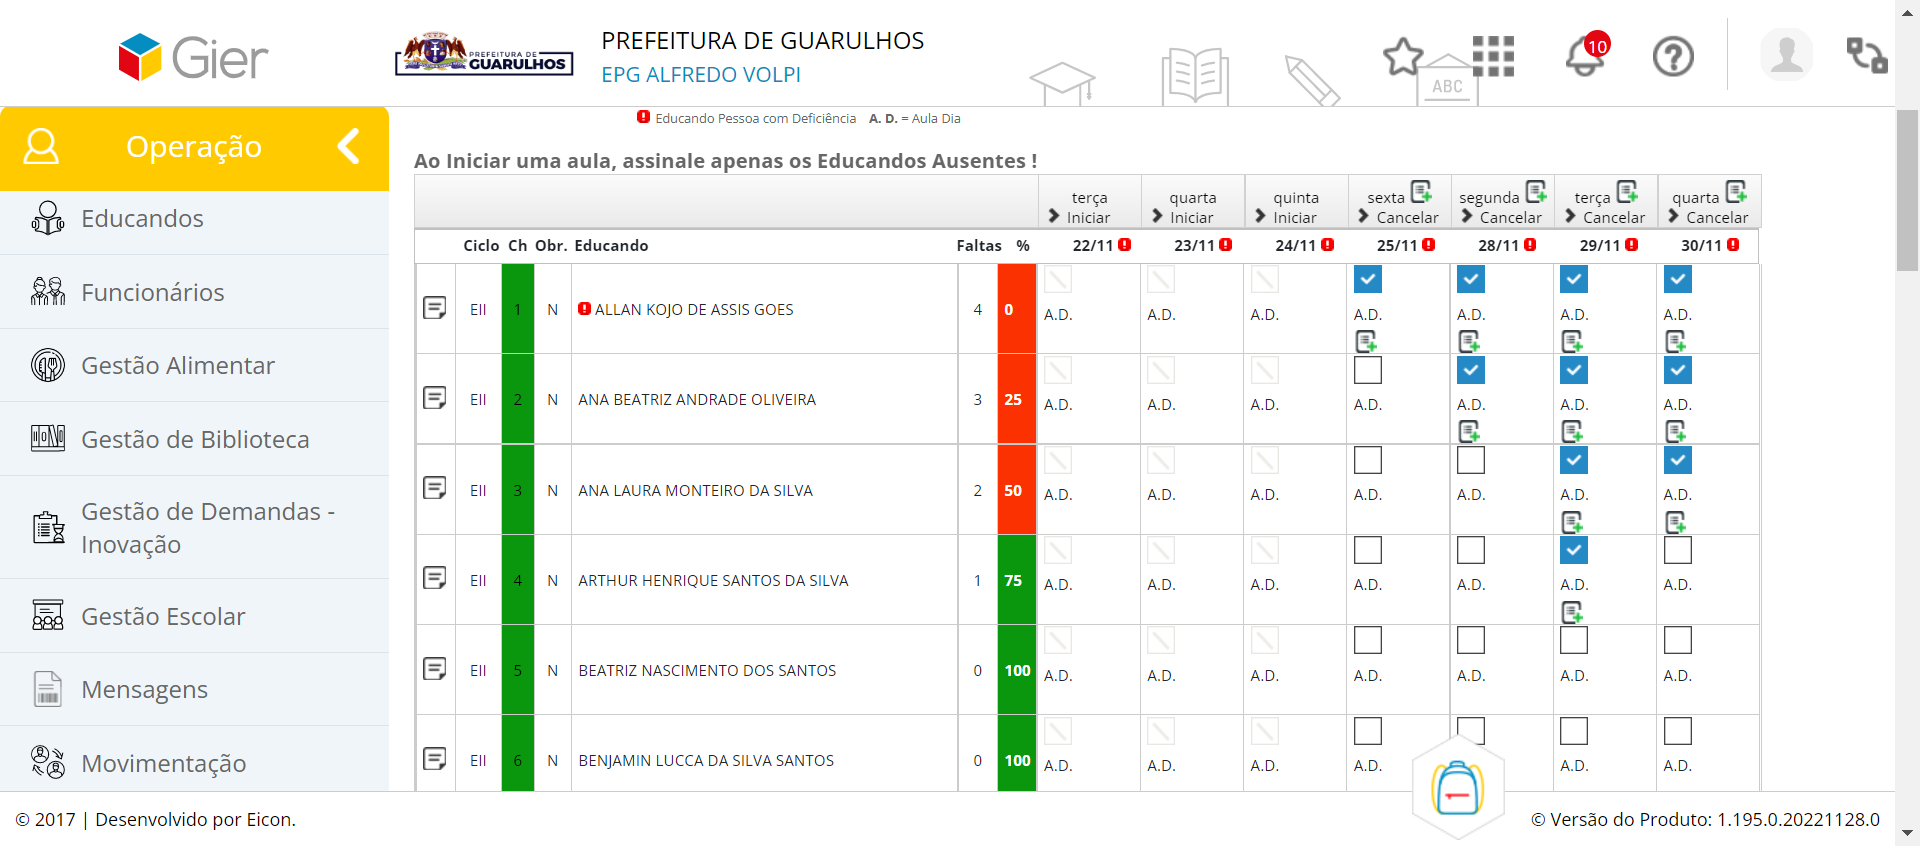 Gier
PREFEITURA DE GUARULHOS
PREFEITURA DE GUARULHOS
EPG ALFREDO VOLPI
ABC
10
Operação
Educandos
Funcionários
Gestão Alimentar
Gestão de Biblioteca
Gestão de Demandas -
Inovação
Gestão Escolar
Mensagens
Movimentação
Educando Pessoa com Deficiência A. D. = Aula Dia
Ao Iniciar uma aula, assinale apenas os Educandos Ausentes !
terça quarta quinta sexta segunda terça quarta
Iniciar Iniciar Iniciar Cancelar Cancelar Cancelar Cancelar
Ciclo Ch Obr. Educando Faltas % 22/11 23/11 24/11 25/11 28/11 29/11 30/11
EII 1 N ALLAN KOJO DE ASSIS GOES 4 0 A.D. A.D. A.D. A.D. A.D. A.D. A.D.
EII 2 N ANA BEATRIZ ANDRADE OLIVEIRA 3 25 A.D. A.D. A.D. A.D. A.D. A.D. A.D.
EII 3 N ANA LAURA MONTEIRO DA SILVA 2 50 A.D. A.D. A.D. A.D. A.D. A.D. A.D.
EII 4 N ARTHUR HENRIQUE SANTOS DA SILVA 1 75 A.D. A.D. A.D. A.D. A.D. A.D. A.D.
EII 5 N BEATRIZ NASCIMENTO DOS SANTOS 0 100 A.D. A.D. A.D. A.D. A.D. A.D. A.D.
EII 6 N BENJAMIN LUCCA DA SILVA SANTOS 0 100 A.D. A.D. A.D. A.D. A.D. A.D.
© 2017 | Desenvolvido por Eicon.
© Versão do Produto: 1.195.0.20221128.0